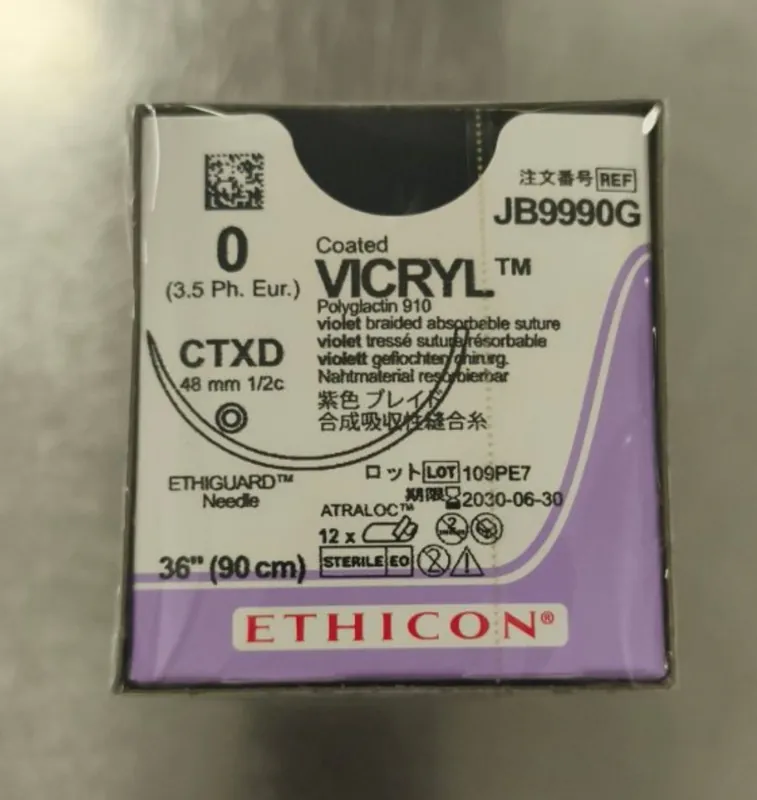 注文番号 REF
JB9990G
0
(3.5 Ph. Eur.)
CTXD
48 mm 1/2c
ETHIGUARD™
Needle
Coated
VICRYL™
Polyglactin 910
violet braided absorbable suture
violet tressé suture résorbable
violett geflochten chirurg.
Nahtmaterial resorbierbar
紫色 ブレイド
合成吸収性縫合糸
ロット LOT 109PE7
期限 2030-06-30
ATRALOC™
12 x
STERILE EO
36" (90 cm)
ETHICON®